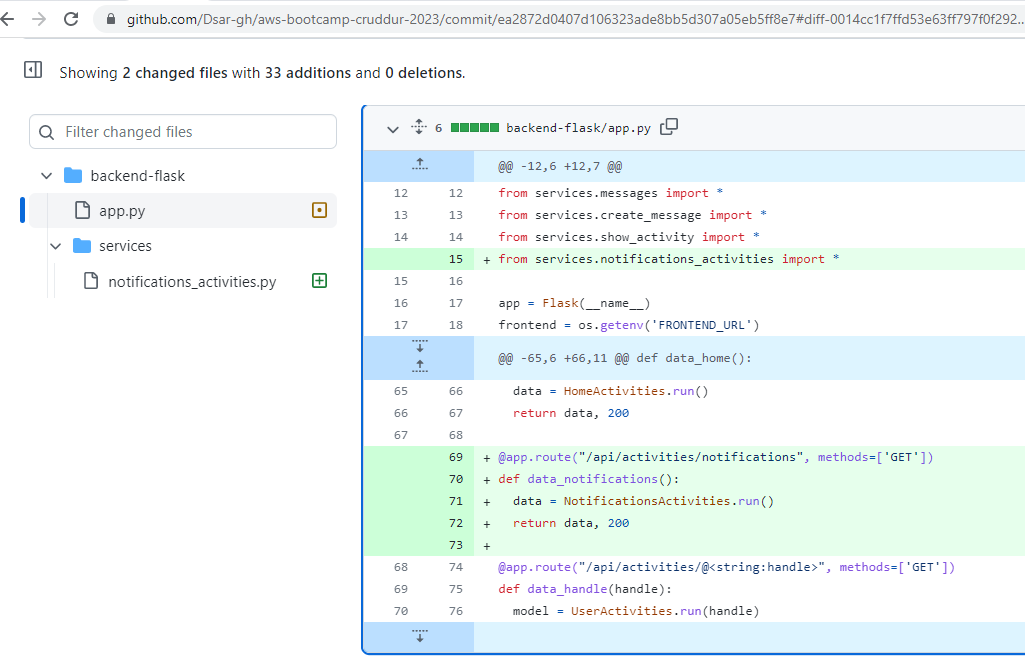 github.com/Dsar-gh/aws-bootcamp-cruddur-2023/commit/ea2872d0407d106323ade8bb5d307a05eb5ff8e7#diff-0014cc1f7ffd53e63ff797f0f292...
Showing 2 changed files with 33 additions and 0 deletions.
Filter changed files
backend-flask
app.py
services
notifications_activities.py
6 backend-flask/app.py
@@ -12,6 +12,7 @@
12 12 from services.messages import *
13 13 from services.create_message import *
14 14 from services.show_activity import *
15 + from services.notifications_activities import *
15 16
16 17 app = Flask(__name__)
17 18 frontend = os.getenv('FRONTEND_URL')
@@ -65,6 +66,11 @@ def data_home():
65 66 data = HomeActivities.run()
66 67 return data, 200
67 68
69 + @app.route("/api/activities/notifications", methods=['GET'])
70 + def data_notifications():
71 + data = NotificationsActivities.run()
72 + return data, 200
73 +
68 74 @app.route("/api/activities/@<string:handle>", methods=['GET'])
69 75 def data_handle(handle):
70 76 model = UserActivities.run(handle)